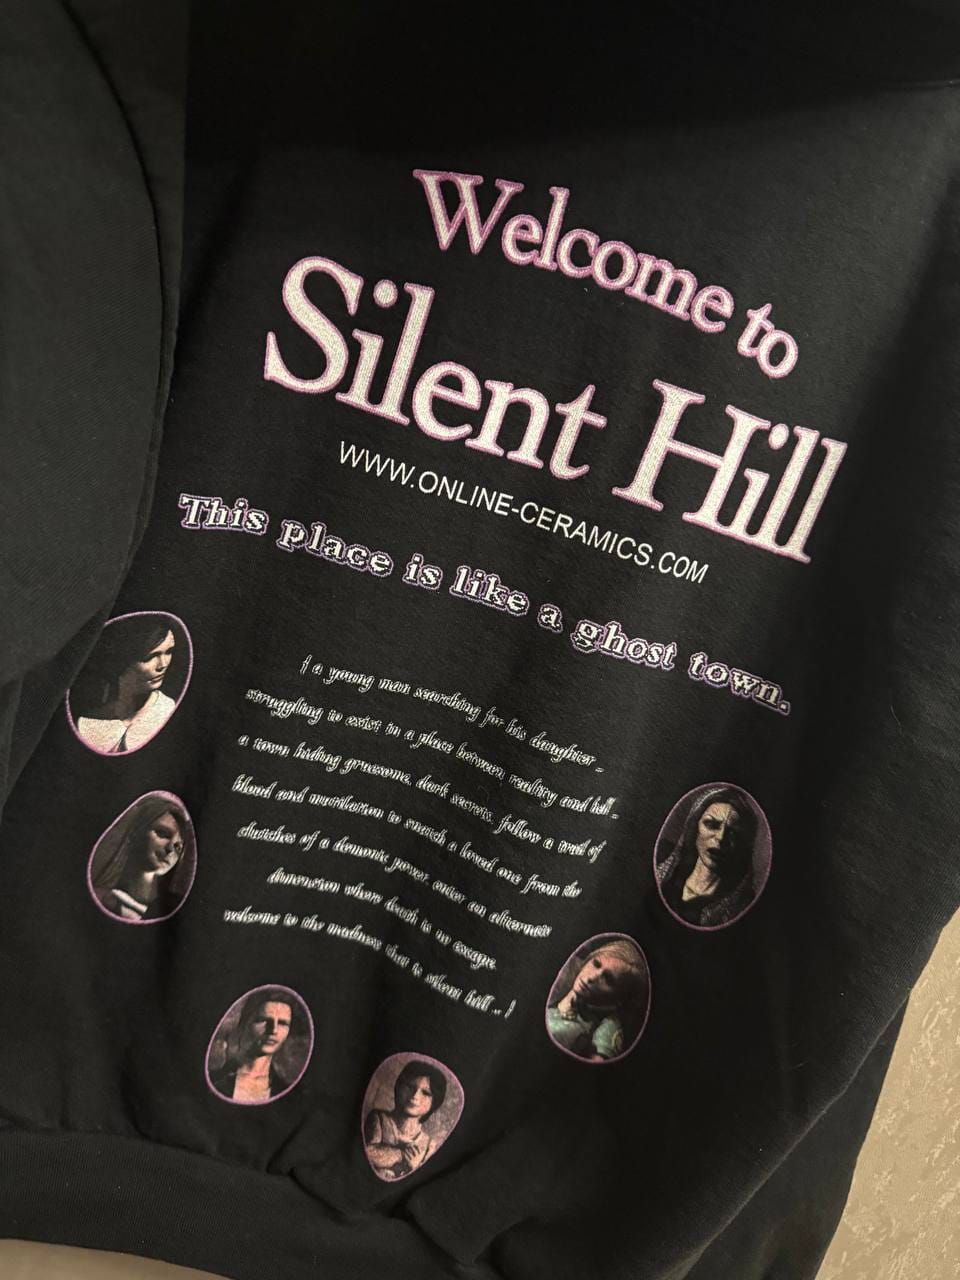 Welcome to
Silent Hill
WWW.ONLINE-CERAMICS.COM
This place is like a ghost town.
{ a young man searching for his daughter ..
struggling to exist in a place between reality and hell ..
a town hiding gruesome, dark secrets, follow a trail of
blood and mutilation to snatch a loved one from the
clutches of a demonic power, enter an alternate
dimension where death is no escape.
welcome to the madness that is silent hill .. }